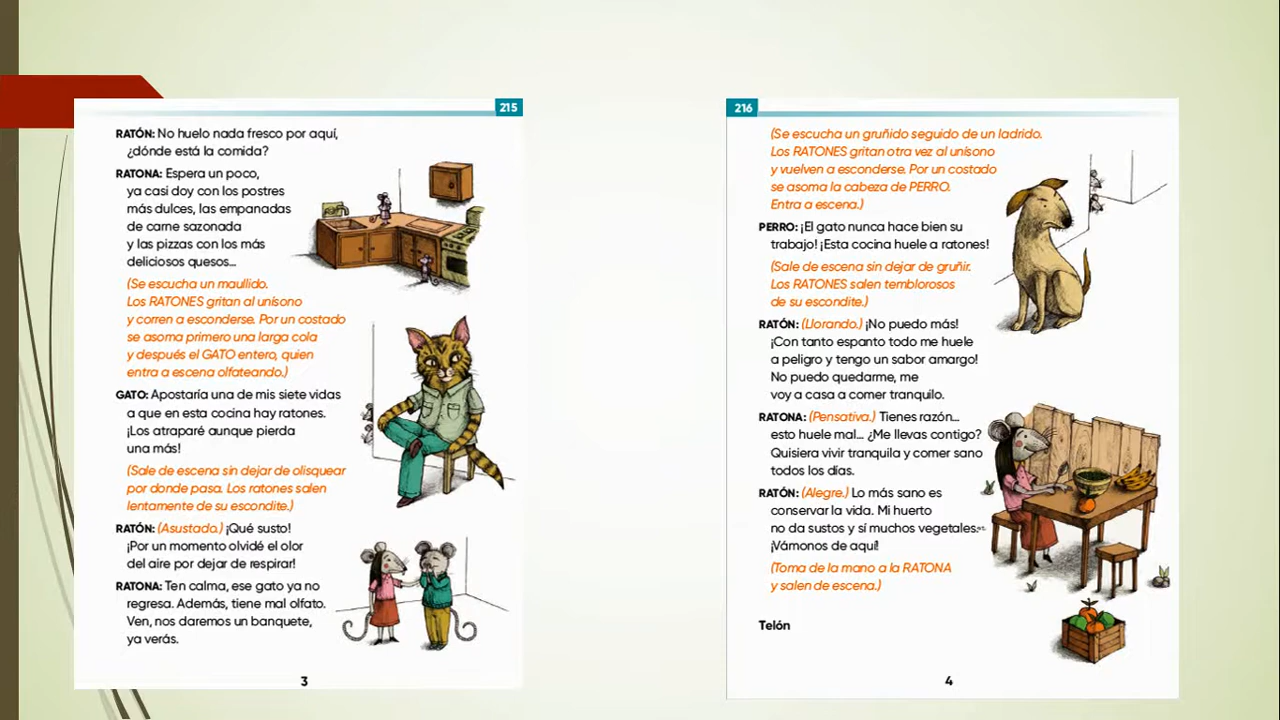 215
RATÓN: No huelo nada fresco por aquí,
¿dónde está la comida?
RATONA: Espera un poco,
ya casi doy con los postres
más dulces, las empanadas
de carne sazonada
y las pizzas con los más
deliciosos quesos...
(Se escucha un maullido.
Los RATONES gritan al unísono
y corren a esconderse. Por un costado
se asoma primero una larga cola
y después el GATO entero, quien
entra a escena olfateando.)
GATO: Apostaría una de mis siete vidas
a que en esta cocina hay ratones.
¡Los atraparé aunque pierda
una más!
(Sale de escena sin dejar de olisquear
por donde pasa. Los ratones salen
lentamente de su escondite.)
RATÓN: (Asustado.) ¡Qué susto!
¡Por un momento olvidé el olor
del aire por dejar de respirar!
RATONA: Ten calma, ese gato ya no
regresa. Además, tiene mal olfato.
Ven, nos daremos un banquete,
ya verás.
3
216
(Se escucha un gruñido seguido de un ladrido.
Los RATONES gritan otra vez al unísono
y vuelven a esconderse. Por un costado
se asoma la cabeza de PERRO.
Entra a escena.)
PERRO: ¡El gato nunca hace bien su
trabajo! ¡Esta cocina huele a ratones!
(Sale de escena sin dejar de gruñir.
Los RATONES salen temblorosos
de su escondite.)
RATÓN: (Llorando.) ¡No puedo más!
¡Con tanto espanto todo me huele
a peligro y tengo un sabor amargo!
No puedo quedarme, me
voy a casa a comer tranquilo.
RATONA: (Pensativa.) Tienes razón...
esto huele mal... ¿Me llevas contigo?
Quisiera vivir tranquila y comer sano
todos los días.
RATÓN: (Alegre.) Lo más sano es
conservar la vida. Mi huerto
no da sustos y sí muchos vegetales.
¡Vámonos de aquí!
(Toma de la mano a la RATONA
y salen de escena.)
Telón
4